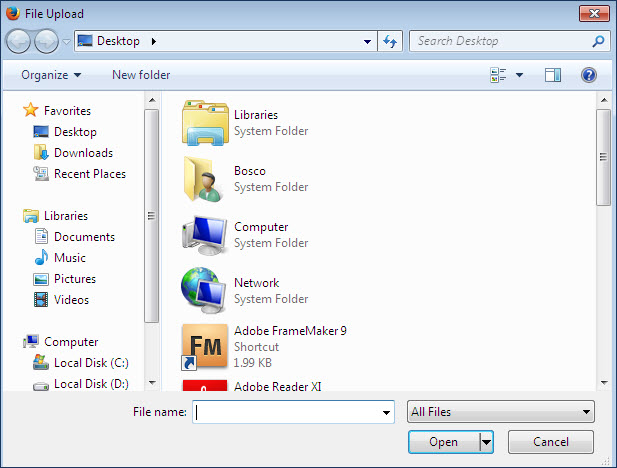 File Upload
Desktop
Search Desktop
Organize
New folder
Favorites
Desktop
Downloads
Recent Places
Libraries
Documents
Music
Pictures
Videos
Computer
Local Disk (C:)
Local Disk (D:)
Libraries
System Folder
Bosco
System Folder
Computer
System Folder
Network
System Folder
Fm
Adobe FrameMaker 9
Shortcut
1.99 KB
Adobe Reader XI
File name:
All Files
Open
Cancel